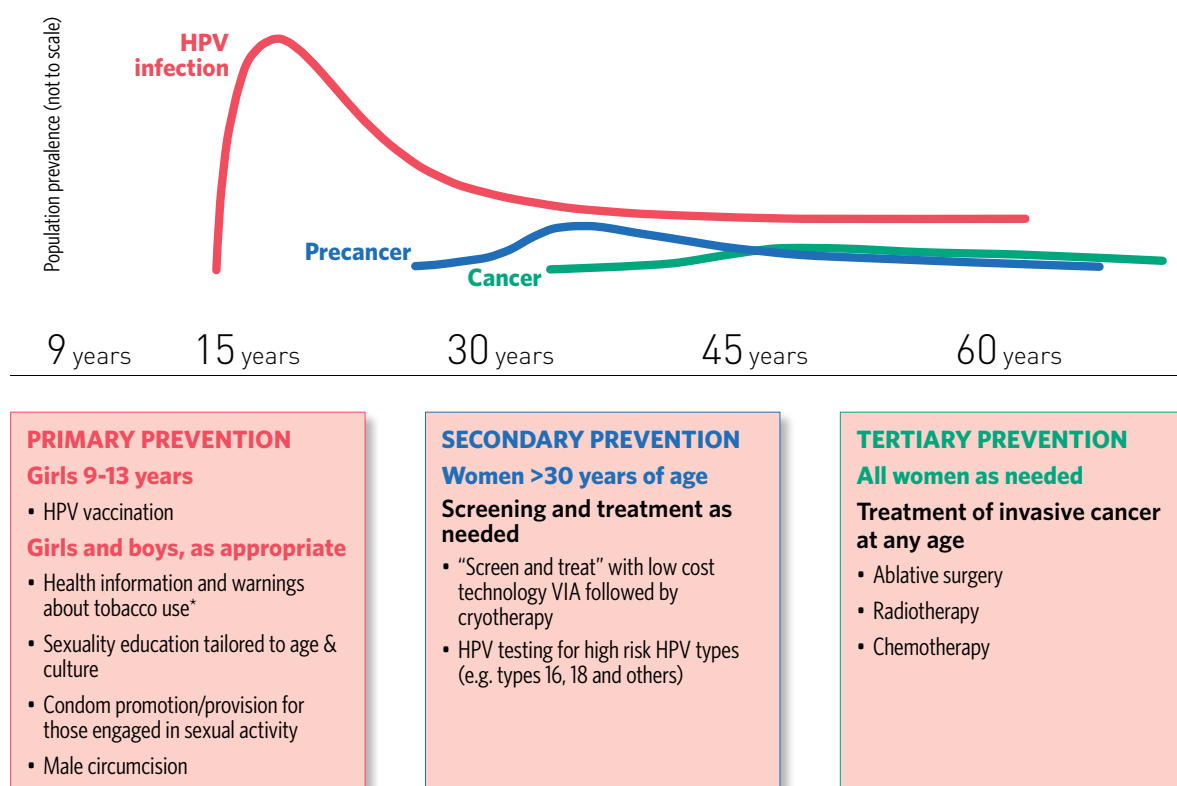 Population prevalence (not to scale)
HPV
infection
Precancer
Cancer
9 years 15 years 30 years 45 years 60 years
PRIMARY PREVENTION
Girls 9-13 years
• HPV vaccination
Girls and boys, as appropriate
• Health information and warnings
about tobacco use*
• Sexuality education tailored to age &
culture
• Condom promotion/provision for
those engaged in sexual activity
• Male circumcision
SECONDARY PREVENTION
Women >30 years of age
Screening and treatment as
needed
• “Screen and treat” with low cost
technology VIA followed by
cryotherapy
• HPV testing for high risk HPV types
(e.g. types 16, 18 and others)
TERTIARY PREVENTION
All women as needed
Treatment of invasive cancer
at any age
• Ablative surgery
• Radiotherapy
• Chemotherapy